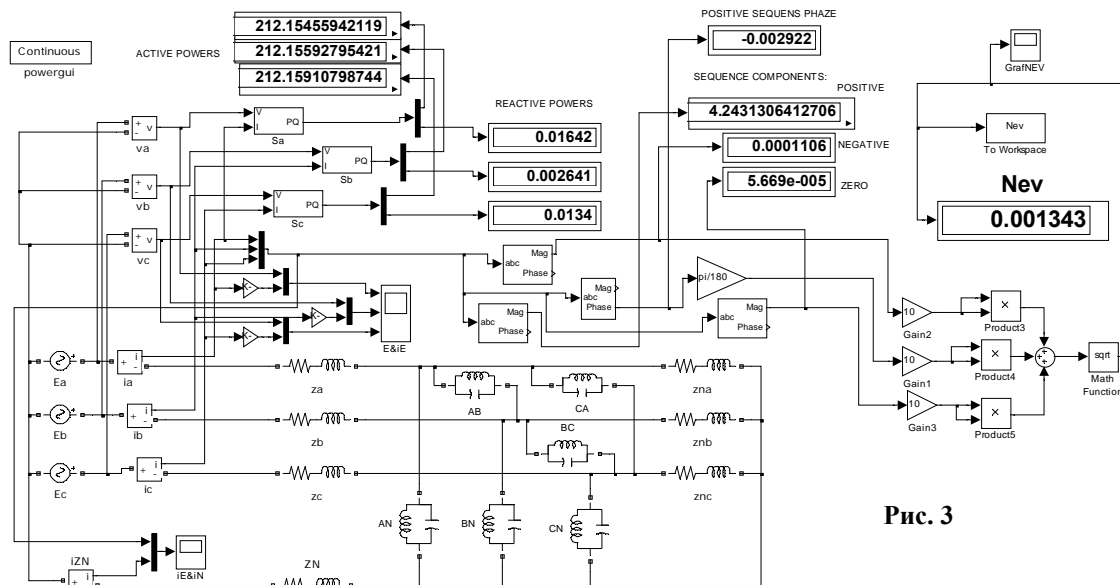 Continuous
powergui
ACTIVE POWERS
212.15455942119
212.15592795421
212.15910798744
REACTIVE POWERS
0.01642
0.002641
0.0134
POSITIVE SEQUENS PHAZE
-0.002922
SEQUENCE COMPONENTS:
POSITIVE
4.2431306412706
0.0001106
NEGATIVE
5.669e-005
ZERO
GrafNEV
Nev
To Workspace
Nev
0.001343
+
-
v
va
+
-
v
vb
+
-
v
vc
V
I
PQ
Sa
V
I
PQ
Sb
V
I
PQ
Sc
K-
K-
K-
E&iE
abc
Mag
Phase
abc
Mag
Phase
abc
Mag
Phase
abc
Mag
Phase
pi/180
10
Gain2
10
Gain1
10
Gain3
×
Product3
×
Product4
×
Product5
+
+
+
sqrt
Math
Function
Ea
+
i
-
ia
Eb
+
i
-
ib
Ec
+
i
-
ic
za
zb
zc
AB
CA
BC
zna
znb
znc
AN
BN
CN
Рис. 3
iZN
+
i
iE&iN
ZN